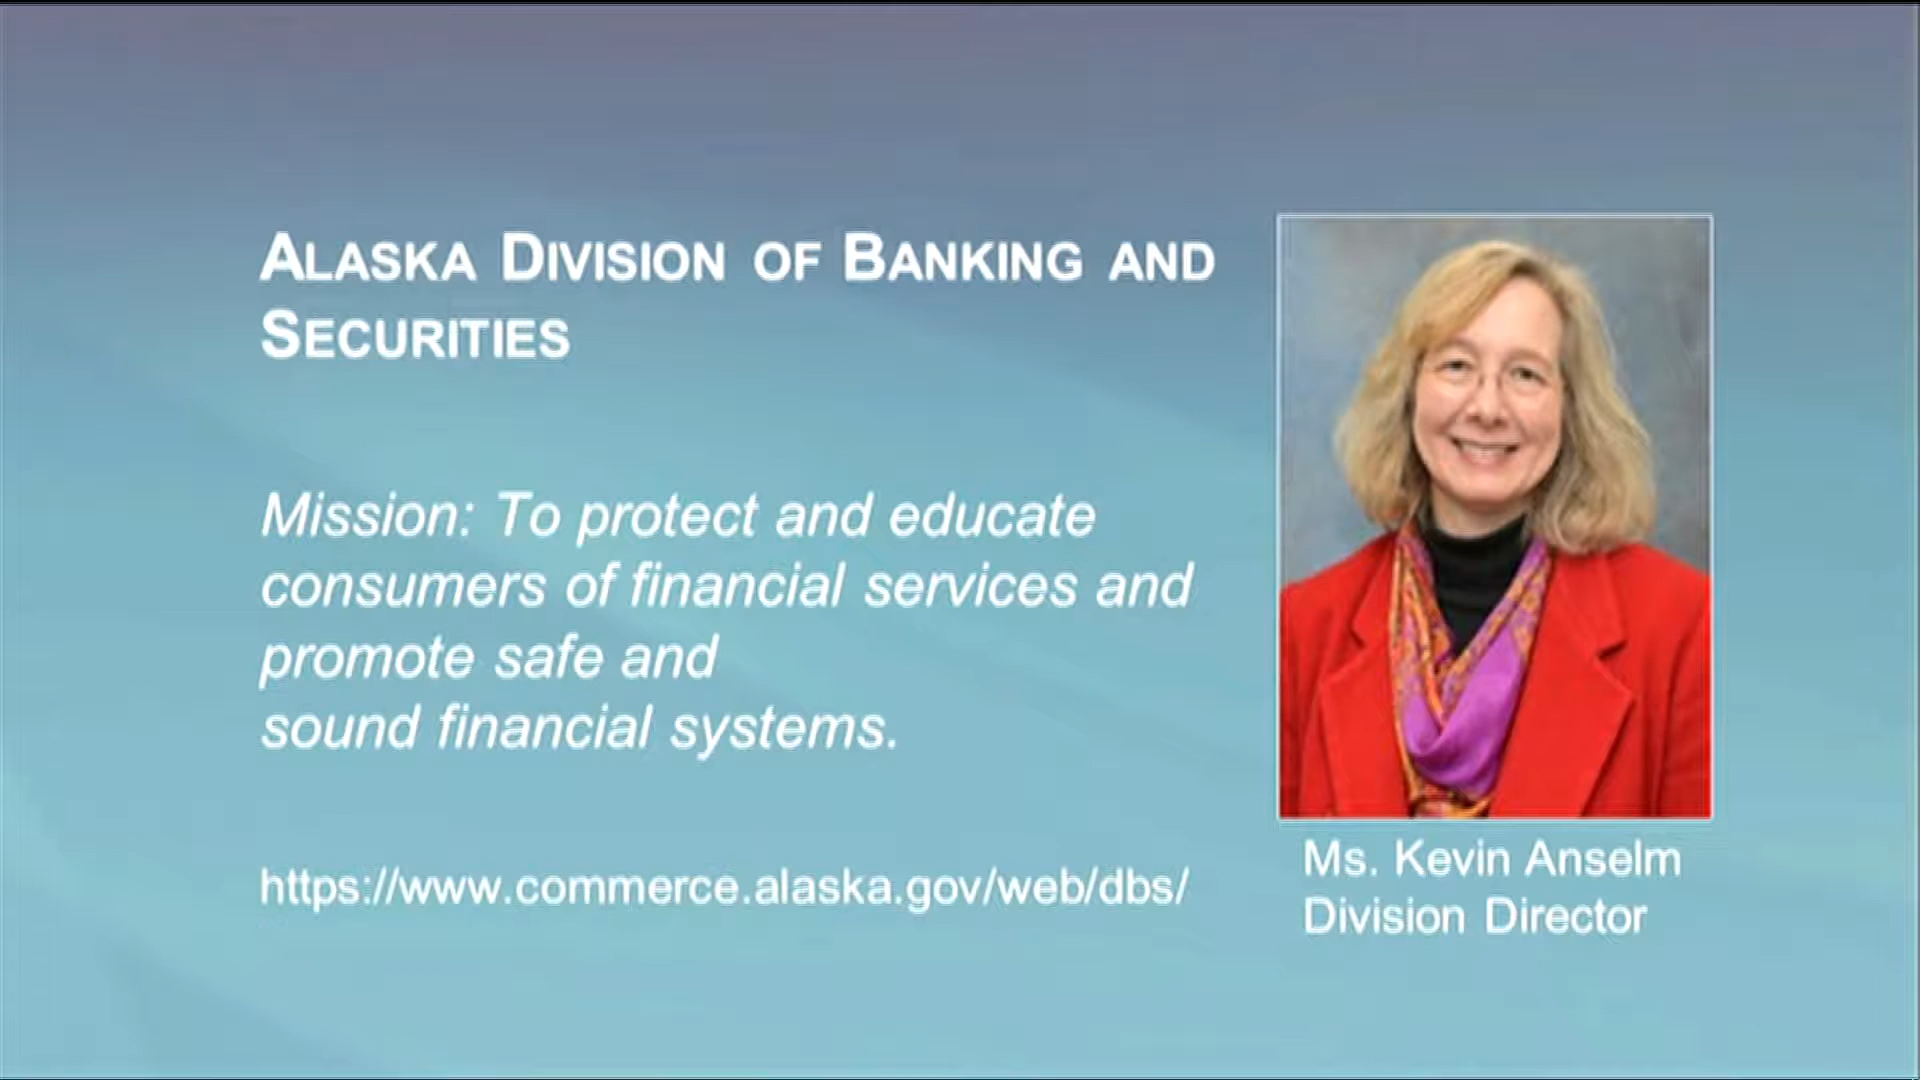 ALASKA DIVISION OF BANKING AND
SECURITIES
Mission: To protect and educate
consumers of financial services and
promote safe and
sound financial systems.
https://www.commerce.alaska.gov/web/dbs/
Ms. Kevin Anselm
Division Director